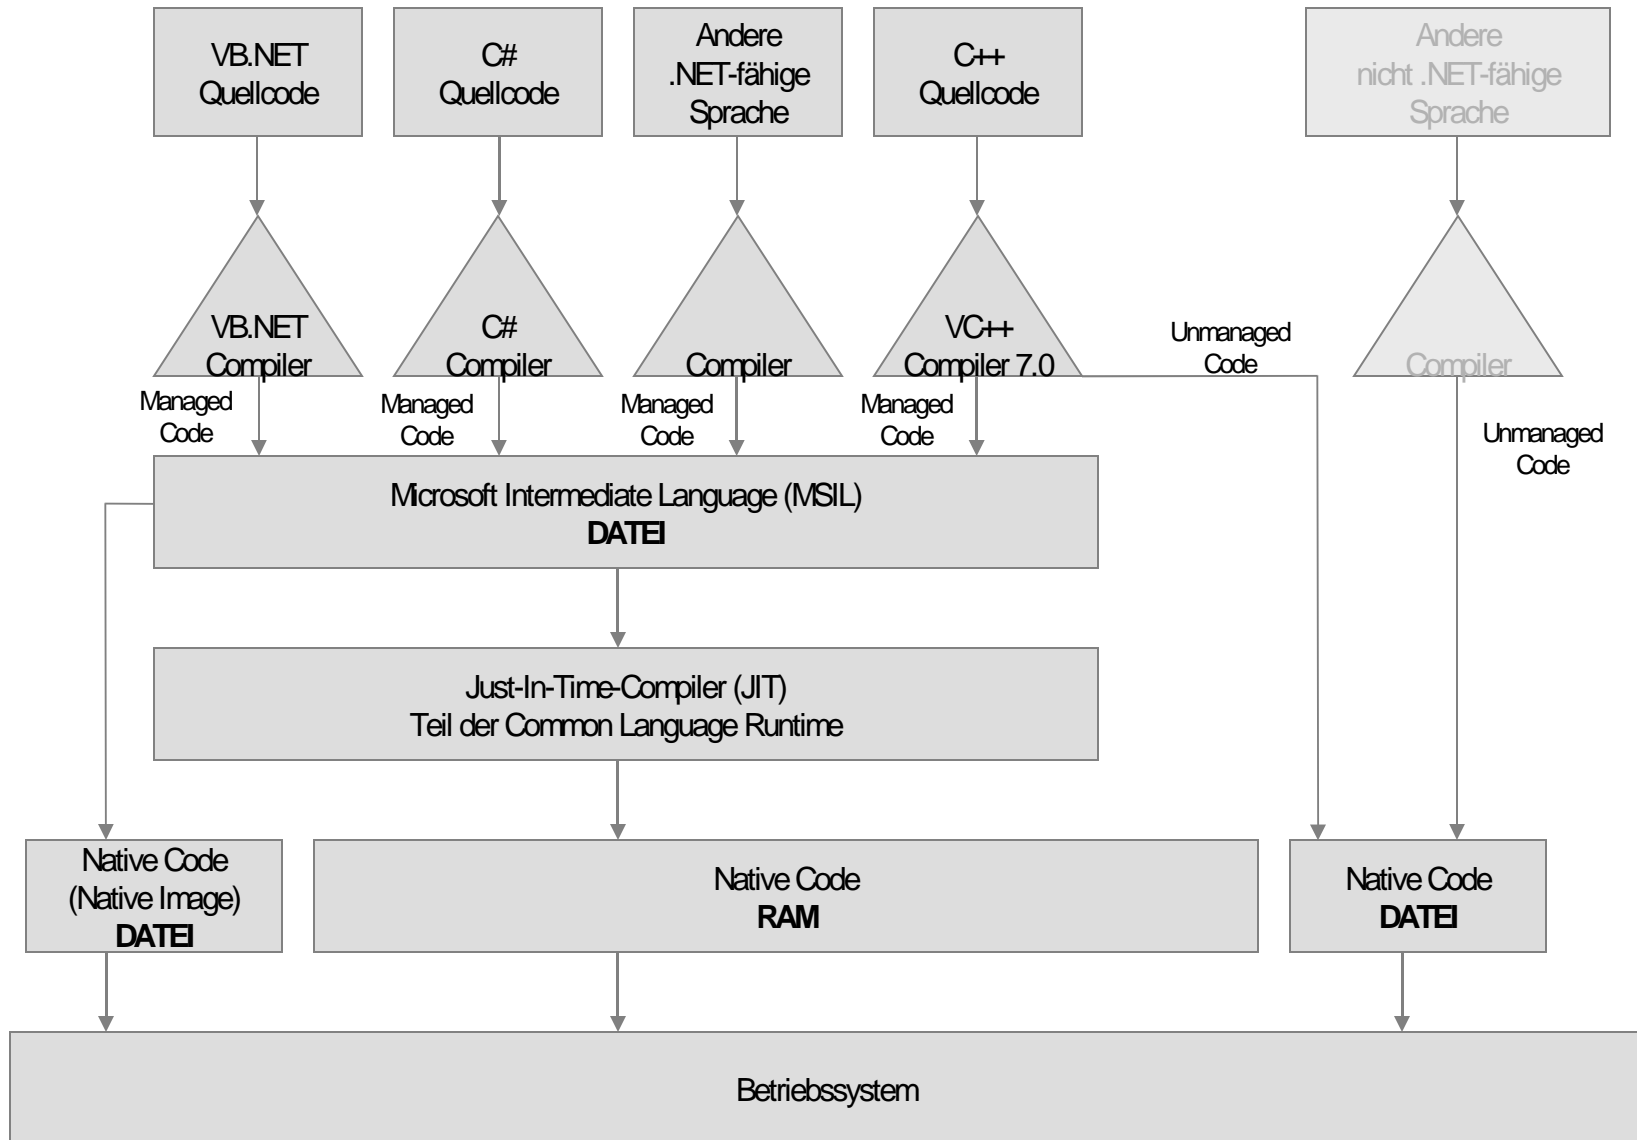 VB.NET
Quellcode
C#
Quellcode
Andere
.NET-fähige
Sprache
C++
Quellcode
Andere
nicht .NET-fähige
Sprache
VB.NET
Compiler
C#
Compiler
Compiler
VC++
Compiler 7.0
Unmanaged
Code
Compiler
Managed
Code
Managed
Code
Managed
Code
Managed
Code
Unmanaged
Code
Microsoft Intermediate Language (MSIL)
DATEI
Just-In-Time-Compiler (JIT)
Teil der Common Language Runtime
Native Code
(Native Image)
DATEI
Native Code
RAM
Native Code
DATEI
Betriebssystem